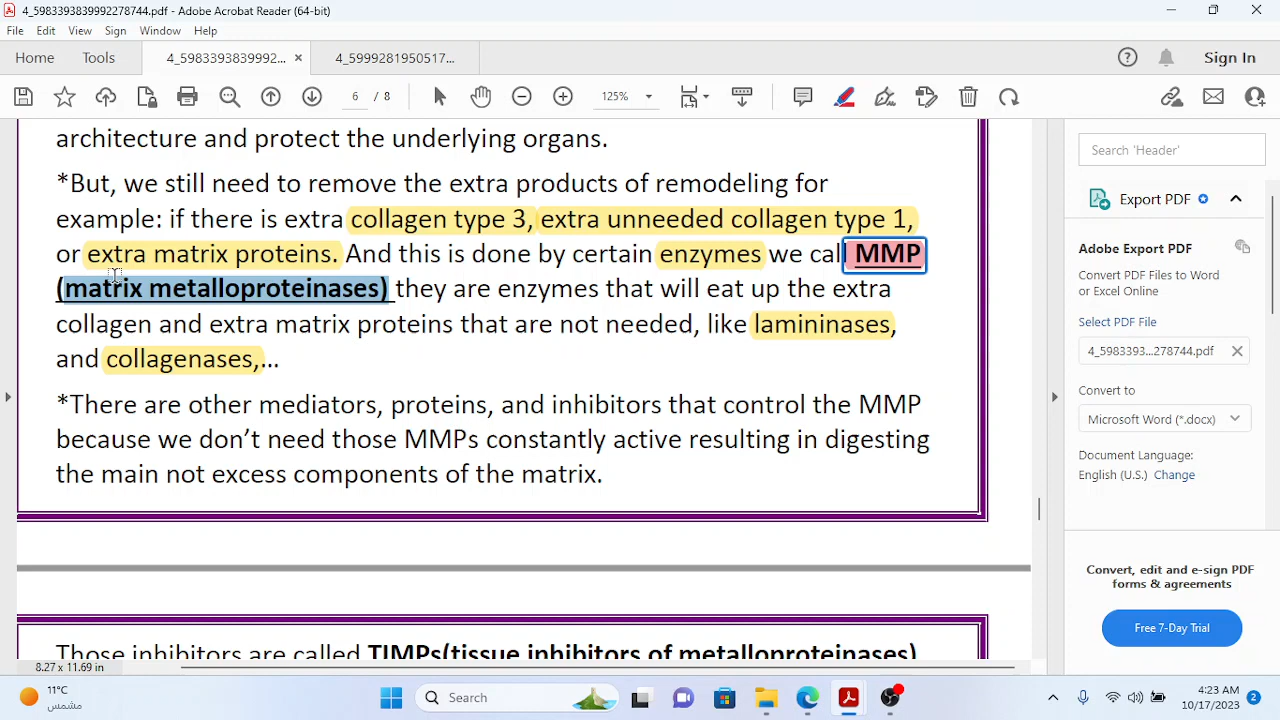 4_5983393839992278744.pdf - Adobe Acrobat Reader (64-bit)
File Edit View Sign Window Help
Home Tools 4_5983393839992... × 4_5999281950517... Sign In
6 / 8 125%
architecture and protect the underlying organs.
*But, we still need to remove the extra products of remodeling for
example: if there is extra collagen type 3, extra unneeded collagen type 1,
or extra matrix proteins. And this is done by certain enzymes we call MMP
(matrix metalloproteinases) they are enzymes that will eat up the extra
collagen and extra matrix proteins that are not needed, like lamininases,
and collagenases,...
*There are other mediators, proteins, and inhibitors that control the MMP
because we don't need those MMPs constantly active resulting in digesting
the main not excess components of the matrix.
Those inhibitors are called TIMPs(tissue inhibitors of metalloproteinases)
8.27 x 11.69 in
Search 'Header'
Export PDF
Adobe Export PDF
Convert PDF Files to Word
or Excel Online
Select PDF File
4_5983393...278744.pdf
Convert to
Microsoft Word (*.docx)
Document Language:
English (U.S.) Change
Convert, edit and e-sign PDF
forms & agreements
Free 7-Day Trial
11°C
مشمس
Search
4:23 AM
10/17/2023
2